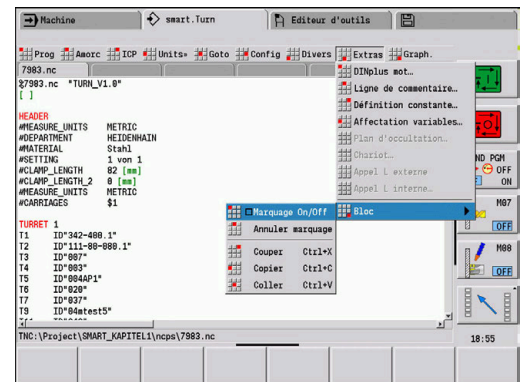 Machine
smart.Turn
Editeur d'outils
Prog Amorc ICP Units» Goto Config Divers Extras Graph.
7983.nc
%7983.nc "TURN_V1.0"
[ ]
HEADER
#MEASURE_UNITS METRIC
#DEPARTMENT HEIDENHAIN
#MATERIAL Stahl
#SETTING 1 von 1
#CLAMP_LENGTH 82 [mm]
#CLAMP_LENGTH_2 0 [mm]
#MEASURE_UNITS METRIC
#CARRIAGES $1
TURRET 1
T1 ID"342-400.1"
T2 ID"111-80-080.1"
T3 ID"007"
T4 ID"003"
T5 ID"004AP1"
T6 ID"020"
T7 ID"037"
T9 ID"04mtest5"
DINplus mot…
Ligne de commentaire…
Définition constante…
Affectation variables…
Plan d'occultation…
Chariot…
Appel L externe
Appel L interne…
Bloc
Marquage On/Off
Annuler marquage
Couper Ctrl+X
Copier Ctrl+C
Coller Ctrl+V
ND PGM
OFF
ON
M07
OFF
M08
OFF
TNC:\Project\SMART_KAPITEL1\ncps\7983.nc
18:55